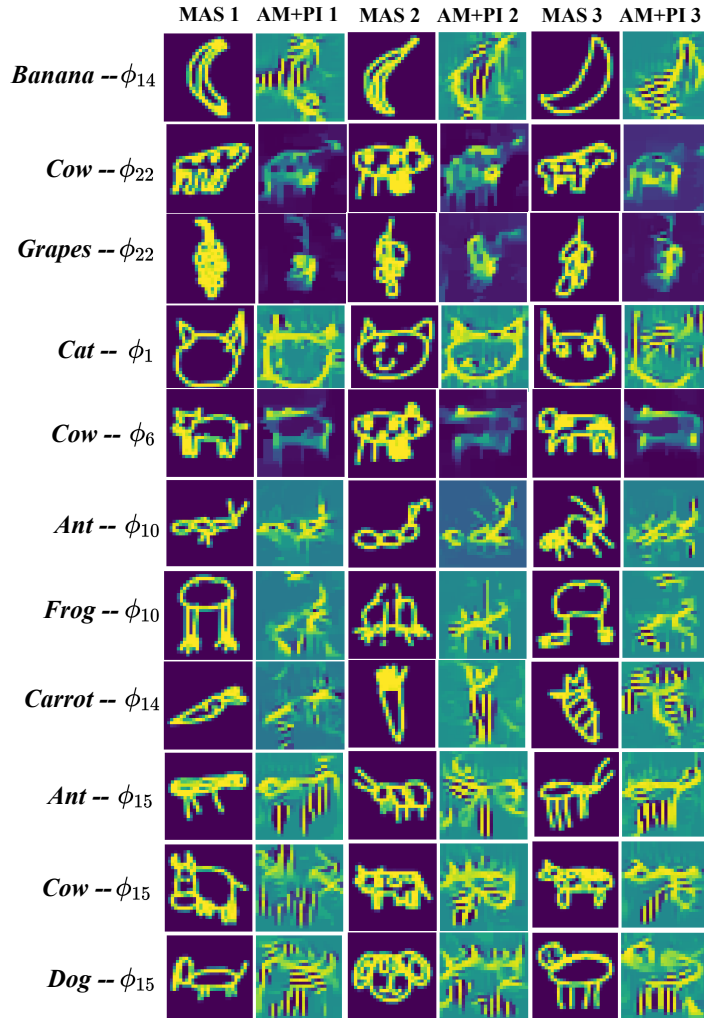 MAS 1 AM+PI 1 MAS 2 AM+PI 2 MAS 3 AM+PI 3
Banana -- ϕ14
Cow -- ϕ22
Grapes -- ϕ22
Cat -- ϕ1
Cow -- ϕ6
Ant -- ϕ10
Frog -- ϕ10
Carrot -- ϕ14
Ant -- ϕ15
Cow -- ϕ15
Dog -- ϕ15